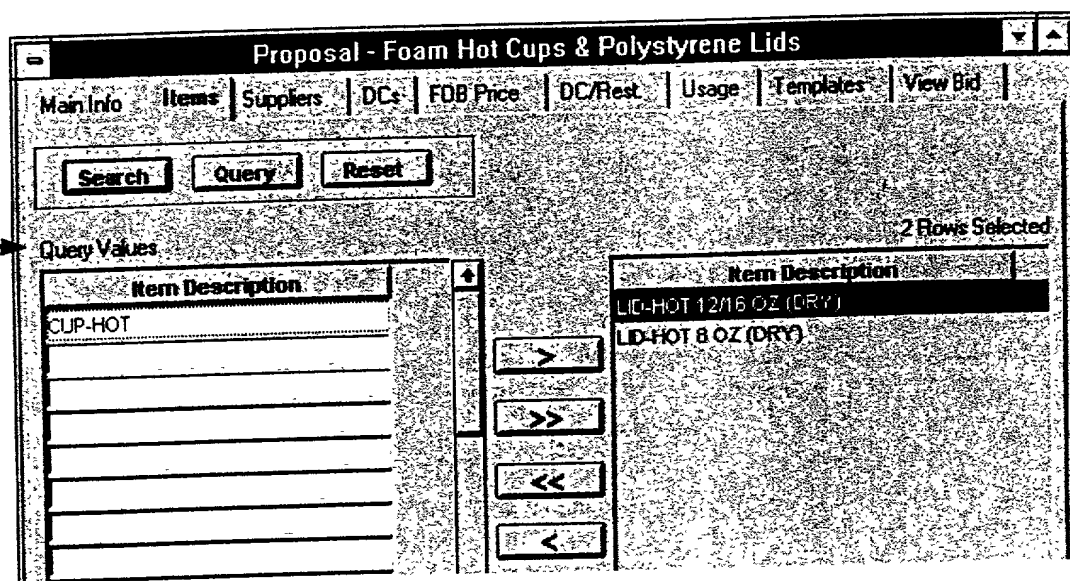 Proposal - Foam Hot Cups & Polystyrene Lids
Main Info Items Suppliers DCs FOB Price DC/Rest. Usage Templates View Bid
Search Query Reset
2 Rows Selected
Query Values
Item Description Item Description
LID-HOT 12/16 OZ (DRY)
CUP-HOT
LID-HOT 8 OZ (DRY)
>
>>
<<
<